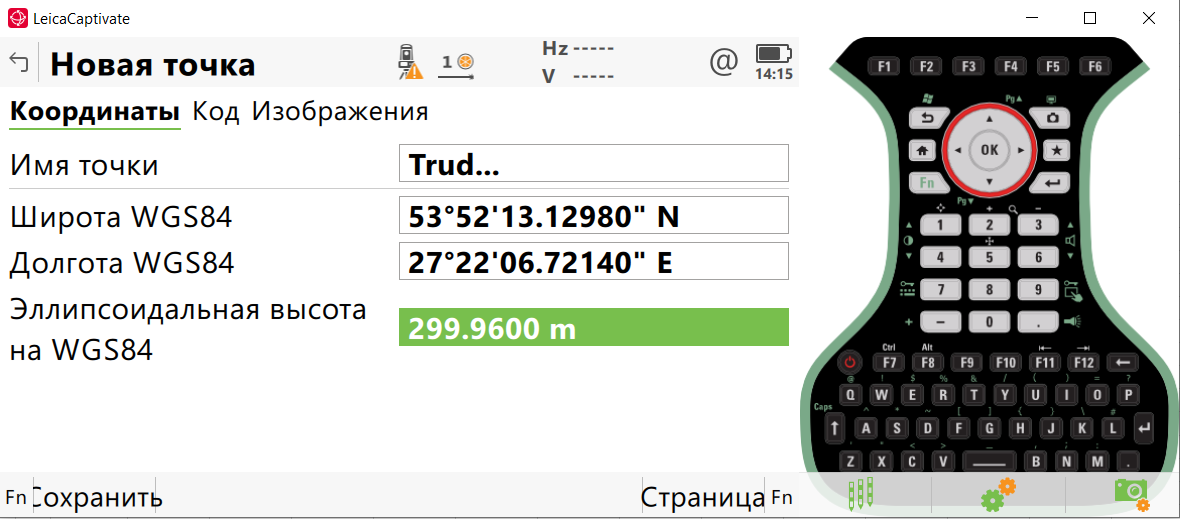 LeicaCaptivate
Новая точка
1
Hz -----
V -----
@
14:15
Координаты Код Изображения
Имя точки Trud...
Широта WGS84 53°52'13.12980" N
Долгота WGS84 27°22'06.72140" E
Эллипсоидальная высота
на WGS84
299.9600 m
Fn Сохранить Страница Fn
F1 F2 F3 F4 F5 F6
Pg▲
OK
Fn
Pg▼
+ -
1 2 3
4 5 6
7 8 9
+ - 0 .
Ctrl Alt
F7 F8 F9 F10 F11 F12
@ ! $ % & / ( ) = ?
Q W E R T Y U I O P
Caps ^ * ~ [ ] { } \ #
A S D F G H J K L
' " < > _ , ; :
Z X C V B N M .